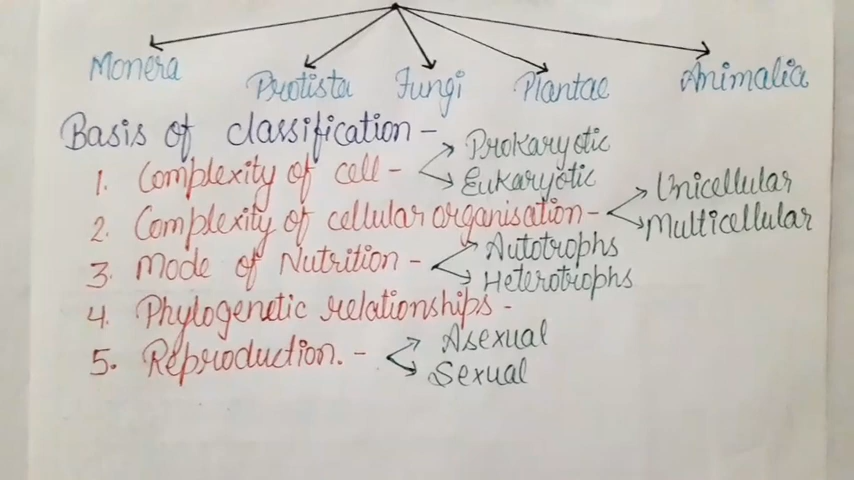 Monera Protista Fungi Plantae Animalia
Basis of classification -
1. Complexity of cell - Prokaryotic
Eukaryotic
2. Complexity of cellular organisation - Unicellular
Multicellular
3. Mode of Nutrition - Autotrophs
Heterotrophs
4. Phylogenetic relationships -
5. Reproduction. - Asexual
Sexual